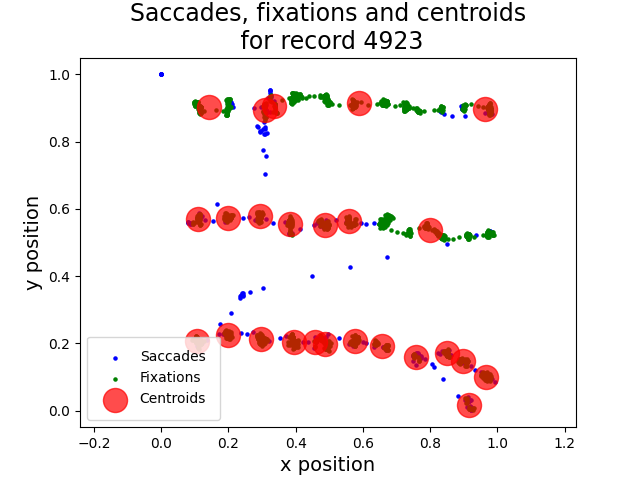 Saccades, fixations and centroids
for record 4923
1.0
0.8
0.6
0.4
0.2
0.0
y position
Saccades
Fixations
Centroids
−0.2 0.0 0.2 0.4 0.6 0.8 1.0 1.2
x position